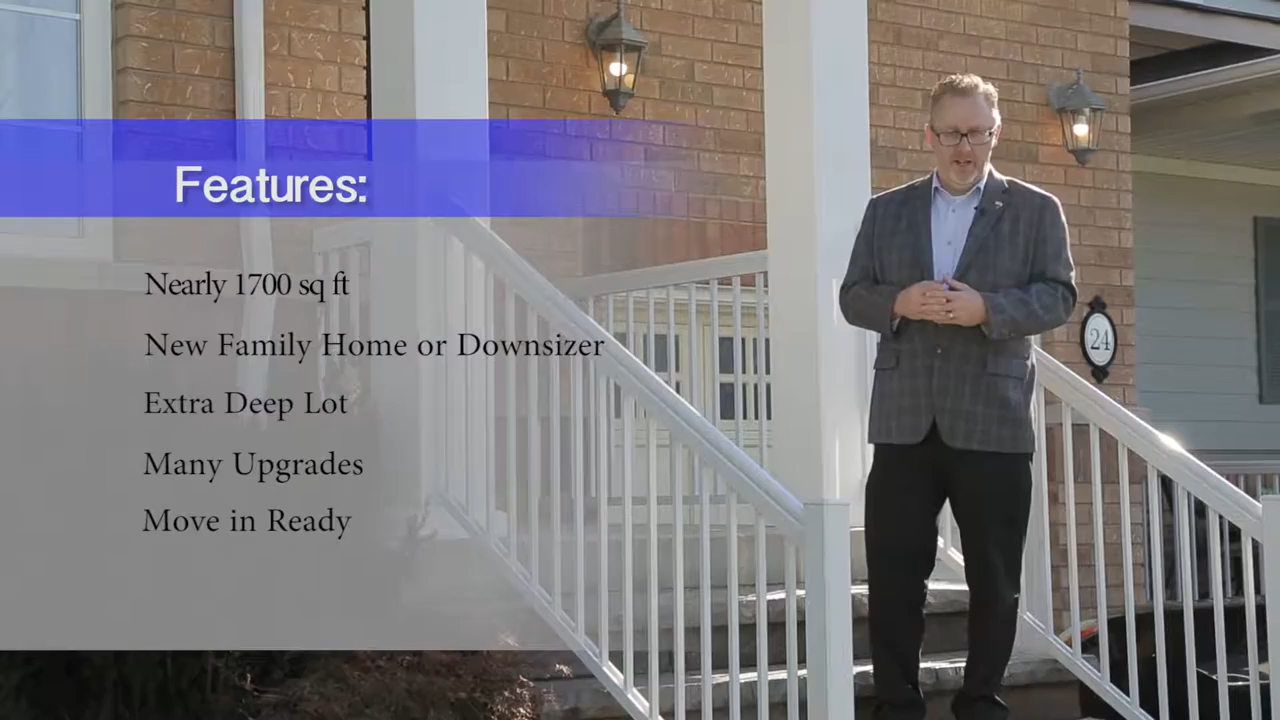 Features:
Nearly 1700 sq ft
New Family Home or Downsizer
Extra Deep Lot
Many Upgrades
Move in Ready
24